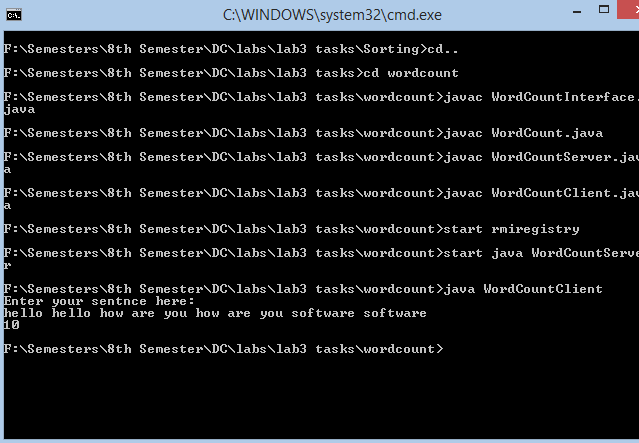 C:\WINDOWS\system32\cmd.exe
F:\Semesters\8th Semester\DC\labs\lab3 tasks\Sorting>cd..
F:\Semesters\8th Semester\DC\labs\lab3 tasks>cd wordcount
F:\Semesters\8th Semester\DC\labs\lab3 tasks\wordcount>javac WordCountInterface.
java
F:\Semesters\8th Semester\DC\labs\lab3 tasks\wordcount>javac WordCount.java
F:\Semesters\8th Semester\DC\labs\lab3 tasks\wordcount>javac WordCountServer.jav
a
F:\Semesters\8th Semester\DC\labs\lab3 tasks\wordcount>javac WordCountClient.jav
a
F:\Semesters\8th Semester\DC\labs\lab3 tasks\wordcount>start rmiregistry
F:\Semesters\8th Semester\DC\labs\lab3 tasks\wordcount>start java WordCountServe
r
F:\Semesters\8th Semester\DC\labs\lab3 tasks\wordcount>java WordCountClient
Enter your sentnce here:
hello hello how are you how are you software software
10
F:\Semesters\8th Semester\DC\labs\lab3 tasks\wordcount>